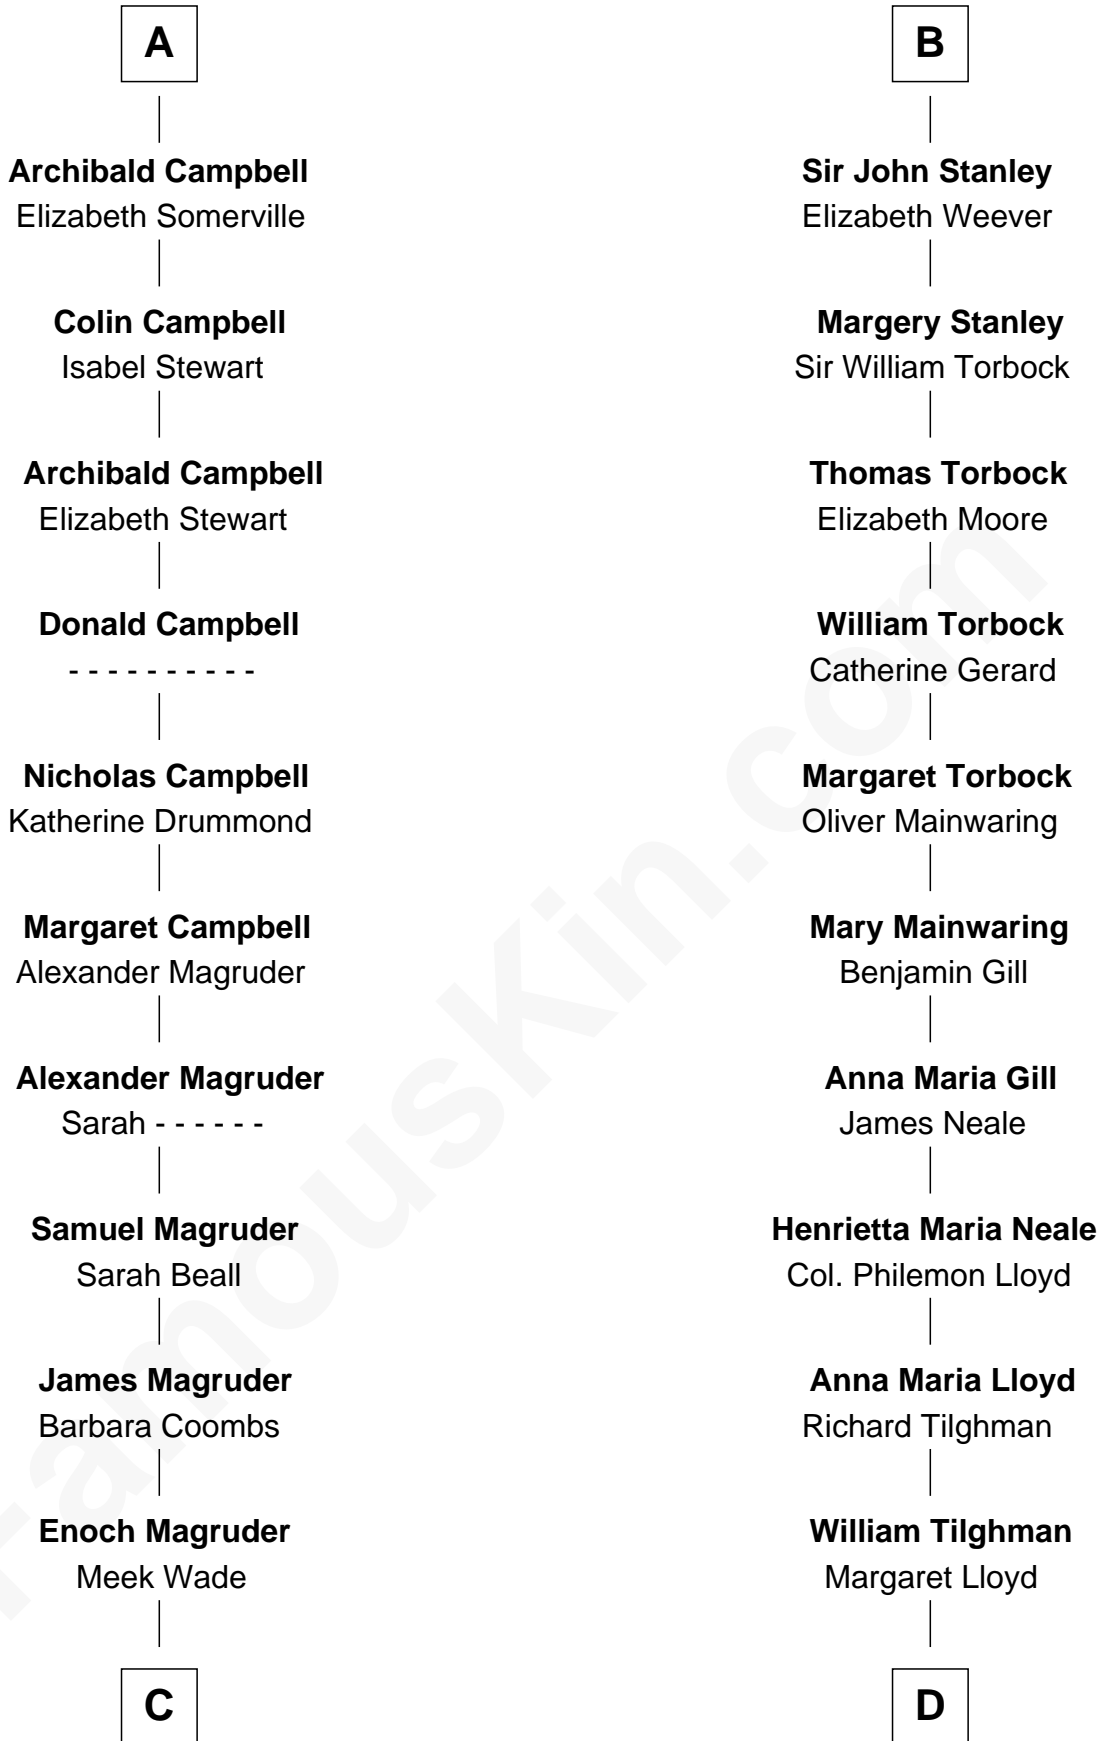 A
Archibald Campbell
Elizabeth Somerville
Colin Campbell
Isabel Stewart
Archibald Campbell
Elizabeth Stewart
Donald Campbell
- - - - - - - - - -
Nicholas Campbell
Katherine Drummond
Margaret Campbell
Alexander Magruder
Alexander Magruder
Sarah - - - - - -
Samuel Magruder
Sarah Beall
James Magruder
Barbara Coombs
Enoch Magruder
Meek Wade
C
B
Sir John Stanley
Elizabeth Weever
Margery Stanley
Sir William Torbock
Thomas Torbock
Elizabeth Moore
William Torbock
Catherine Gerard
Margaret Torbock
Oliver Mainwaring
Mary Mainwaring
Benjamin Gill
Anna Maria Gill
James Neale
Henrietta Maria Neale
Col. Philemon Lloyd
Anna Maria Lloyd
Richard Tilghman
William Tilghman
Margaret Lloyd
D
FamousKin.com